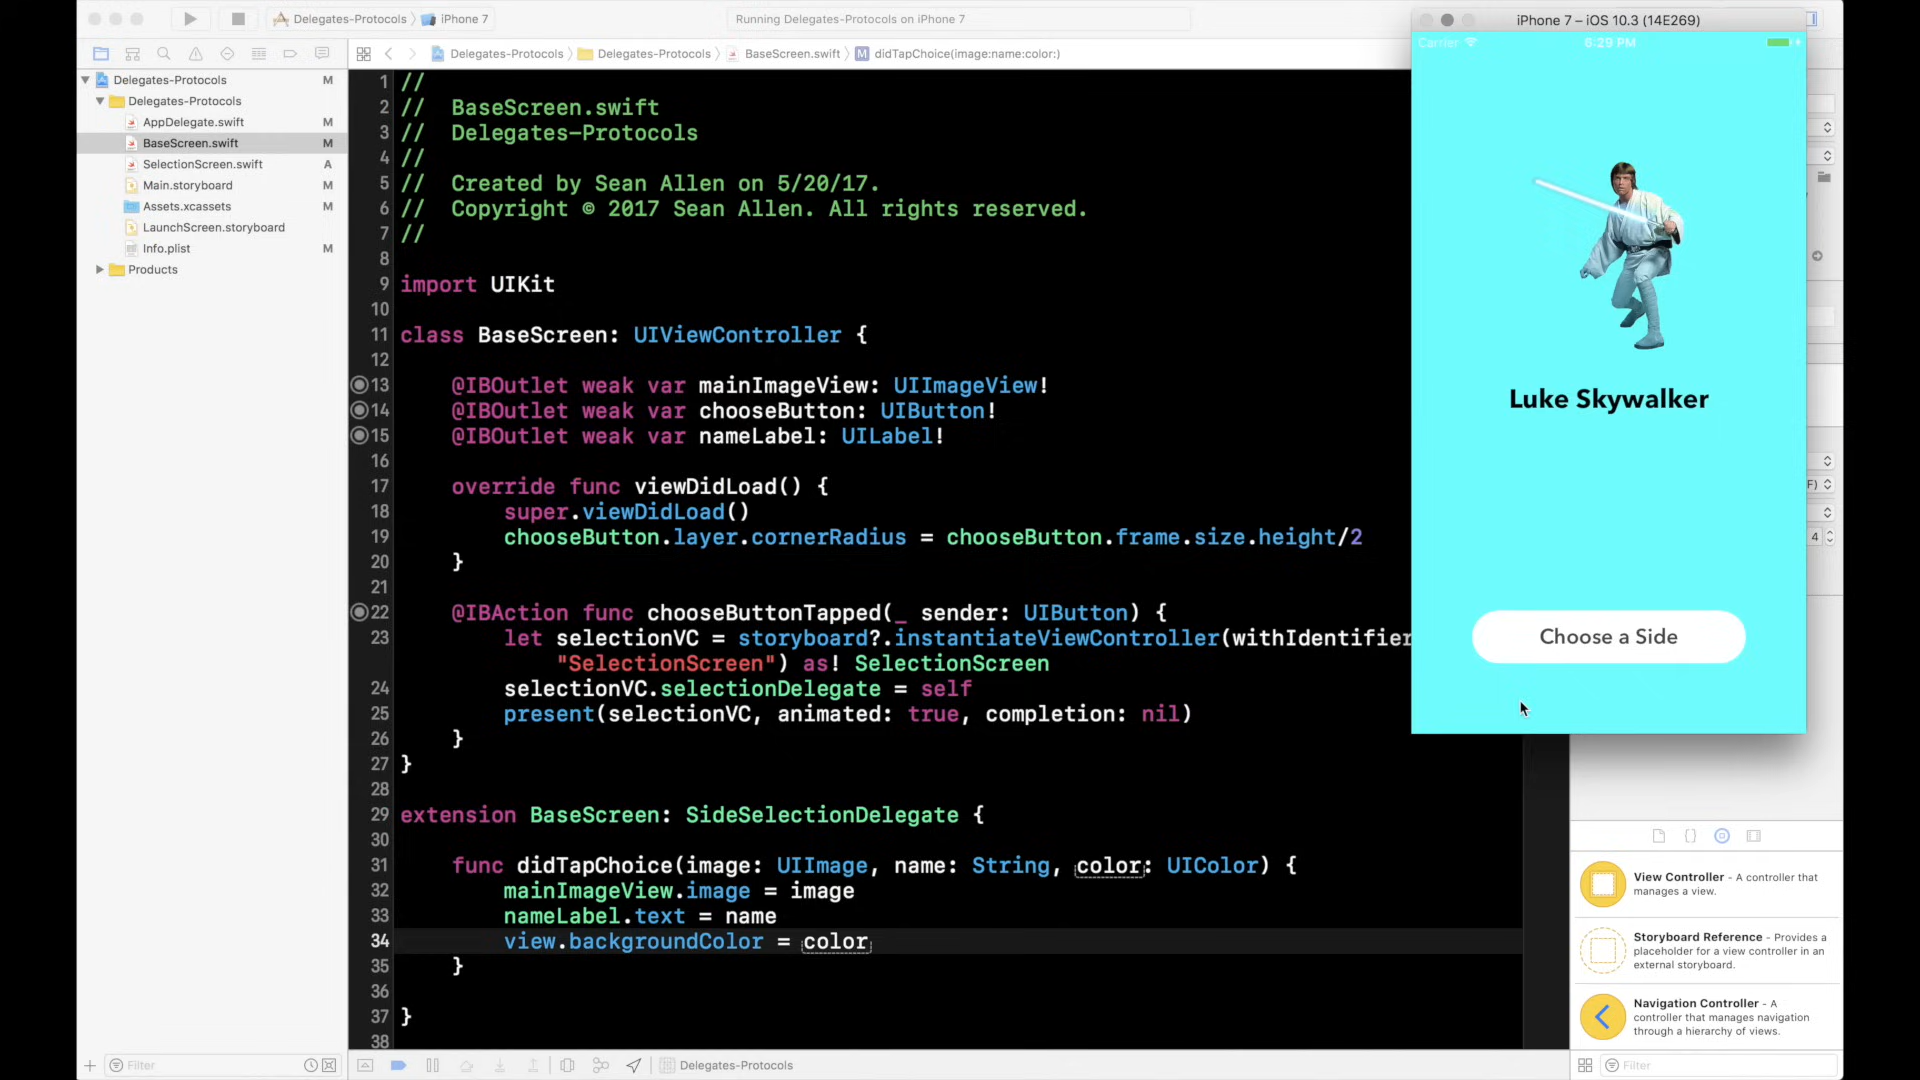 Delegates-Protocols
iPhone 7
Running Delegates-Protocols on iPhone 7
iPhone 7 – iOS 10.3 (14E269)
Delegates-Protocols
Delegates-Protocols
BaseScreen.swift
didTapChoice(image:name:color:)
Carrier
5:29 PM
Delegates-Protocols M
Delegates-Protocols
AppDelegate.swift M
BaseScreen.swift M
SelectionScreen.swift A
Main.storyboard M
Assets.xcassets M
LaunchScreen.storyboard
Info.plist M
Products
1 //
2 // BaseScreen.swift
3 // Delegates-Protocols
4 //
5 // Created by Sean Allen on 5/20/17.
6 // Copyright © 2017 Sean Allen. All rights reserved.
7 //
8
9 import UIKit
10
11 class BaseScreen: UIViewController {
12
13 @IBOutlet weak var mainImageView: UIImageView!
14 @IBOutlet weak var chooseButton: UIButton!
15 @IBOutlet weak var nameLabel: UILabel!
16
17 override func viewDidLoad() {
18 super.viewDidLoad()
19 chooseButton.layer.cornerRadius = chooseButton.frame.size.height/2
20 }
21
22 @IBAction func chooseButtonTapped(_ sender: UIButton) {
23 let selectionVC = storyboard?.instantiateViewController(withIdentifier
"SelectionScreen") as! SelectionScreen
24 selectionVC.selectionDelegate = self
25 present(selectionVC, animated: true, completion: nil)
26 }
27 }
28
29 extension BaseScreen: SideSelectionDelegate {
30
31 func didTapChoice(image: UIImage, name: String, color: UIColor) {
32 mainImageView.image = image
33 nameLabel.text = name
34 view.backgroundColor = color
35 }
36
37 }
38
Luke Skywalker
Choose a Side
F)
4
{}
View Controller - A controller that
manages a view.
Storyboard Reference - Provides a
placeholder for a view controller in an
external storyboard.
Navigation Controller - A
controller that manages navigation
through a hierarchy of views.
Filter
Delegates-Protocols
Filter